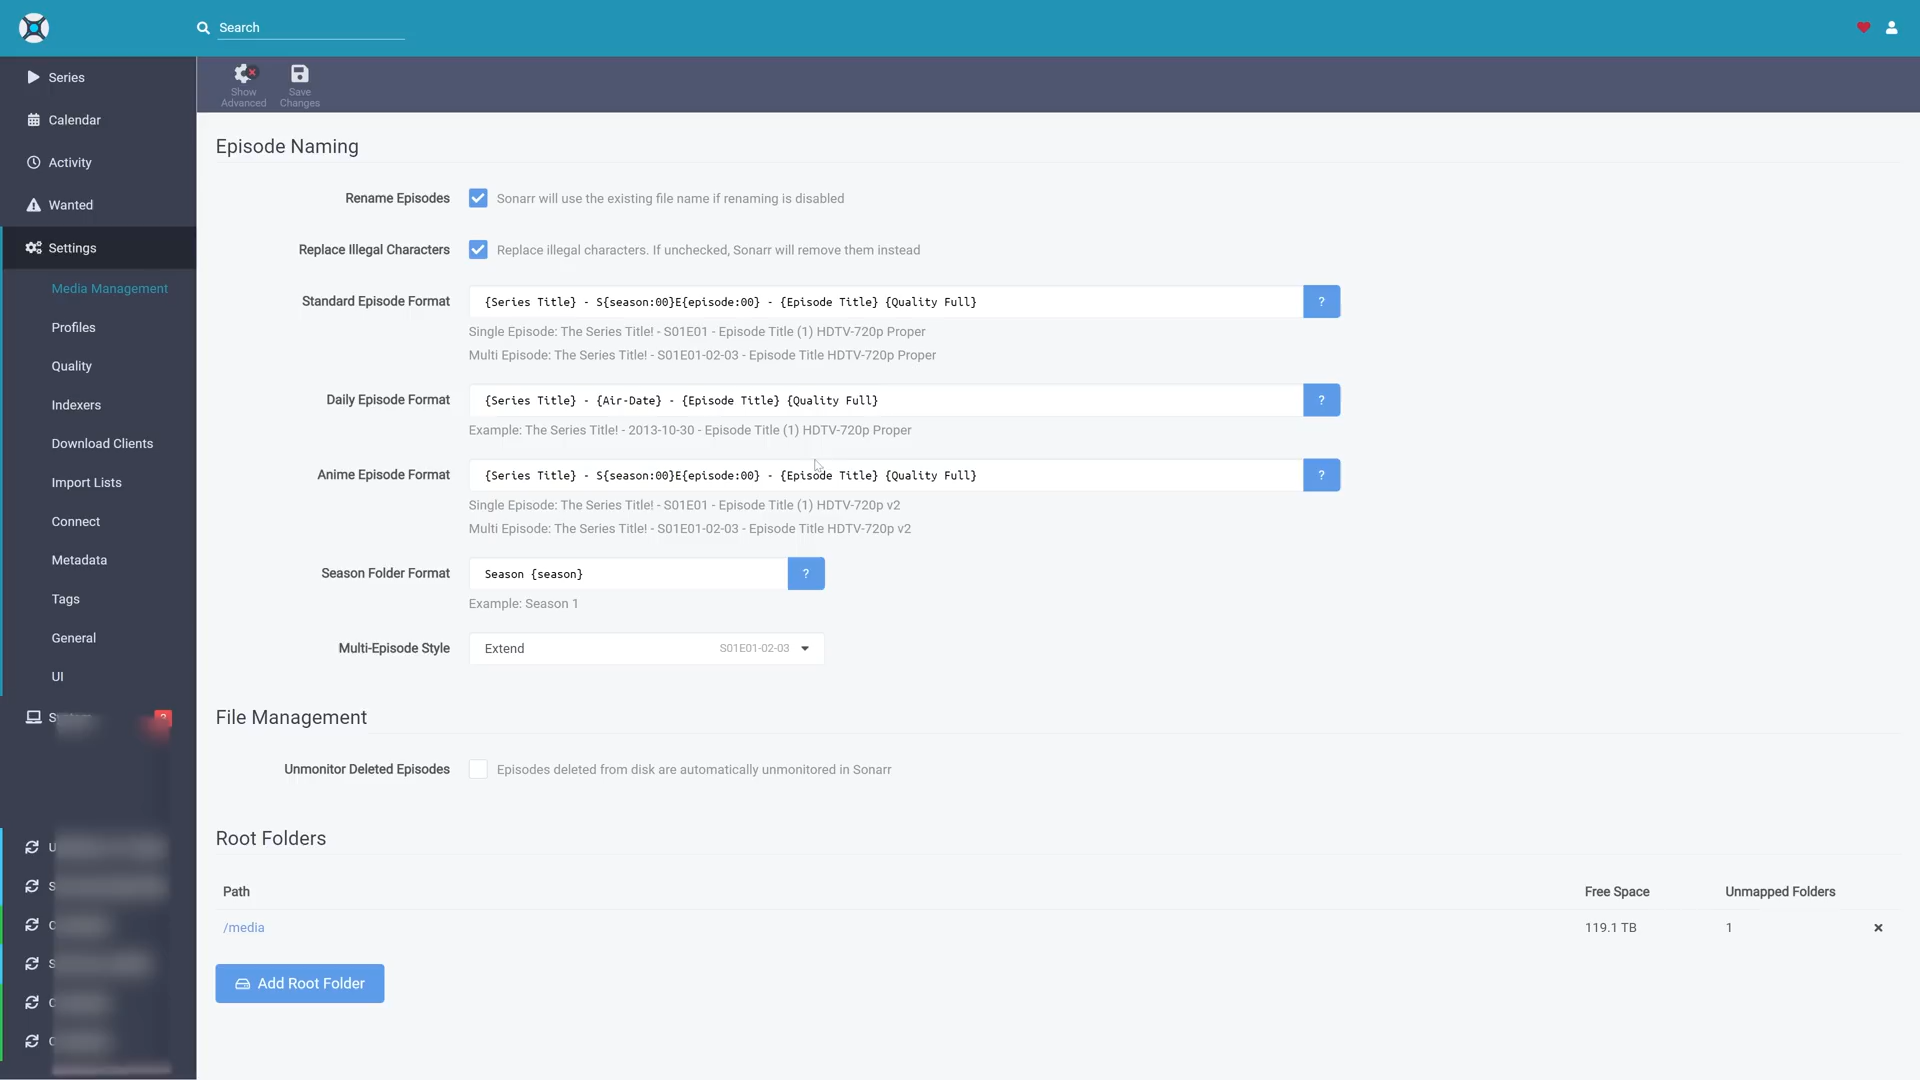 Search
Series
Calendar
Activity
Wanted
Settings
Media Management
Profiles
Quality
Indexers
Download Clients
Import Lists
Connect
Metadata
Tags
General
UI
Show
Advanced
Save
Changes
Episode Naming
Rename Episodes
Sonarr will use the existing file name if renaming is disabled
Replace Illegal Characters
Replace illegal characters. If unchecked, Sonarr will remove them instead
Standard Episode Format
{Series Title} - S{season:00}E{episode:00} - {Episode Title} {Quality Full}
?
Single Episode: The Series Title! - S01E01 - Episode Title (1) HDTV-720p Proper
Multi Episode: The Series Title! - S01E01-02-03 - Episode Title HDTV-720p Proper
Daily Episode Format
{Series Title} - {Air-Date} - {Episode Title} {Quality Full}
?
Example: The Series Title! - 2013-10-30 - Episode Title (1) HDTV-720p Proper
Anime Episode Format
{Series Title} - S{season:00}E{episode:00} - {Episode Title} {Quality Full}
?
Single Episode: The Series Title! - S01E01 - Episode Title (1) HDTV-720p v2
Multi Episode: The Series Title! - S01E01-02-03 - Episode Title HDTV-720p v2
Season Folder Format
Season {season}
?
Example: Season 1
Multi-Episode Style
Extend S01E01-02-03
File Management
Unmonitor Deleted Episodes
Episodes deleted from disk are automatically unmonitored in Sonarr
Root Folders
Path Free Space Unmapped Folders
/media 119.1 TB 1
Add Root Folder